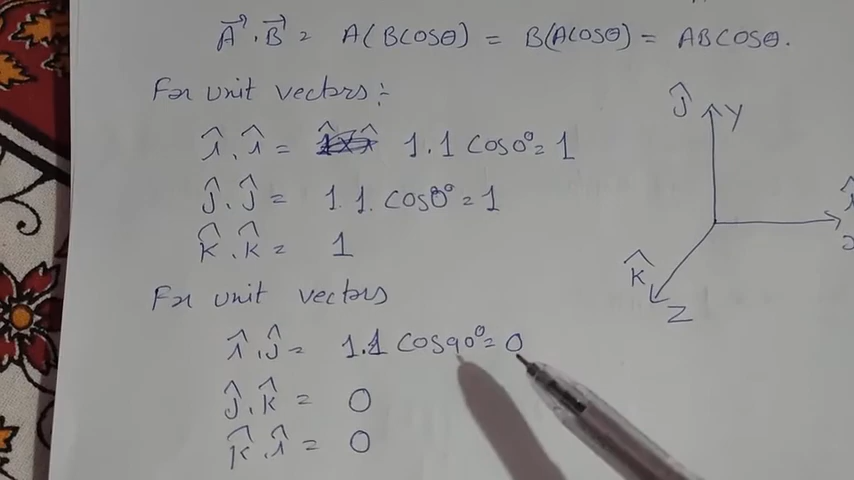 A⃗ . B⃗ = A(BCOSθ) = B(ACOSθ) = ABCOSθ.
For unit vectors :-
î . î = 1 . 1 COS0° = 1
ĵ . ĵ = 1. 1. COS0° = 1
k̂ . k̂ = 1
For unit vectors
î . ĵ = 1.1 COS90° = 0
ĵ . k̂ = 0
k̂ . î = 0
ĵ Y
î
k̂
Z